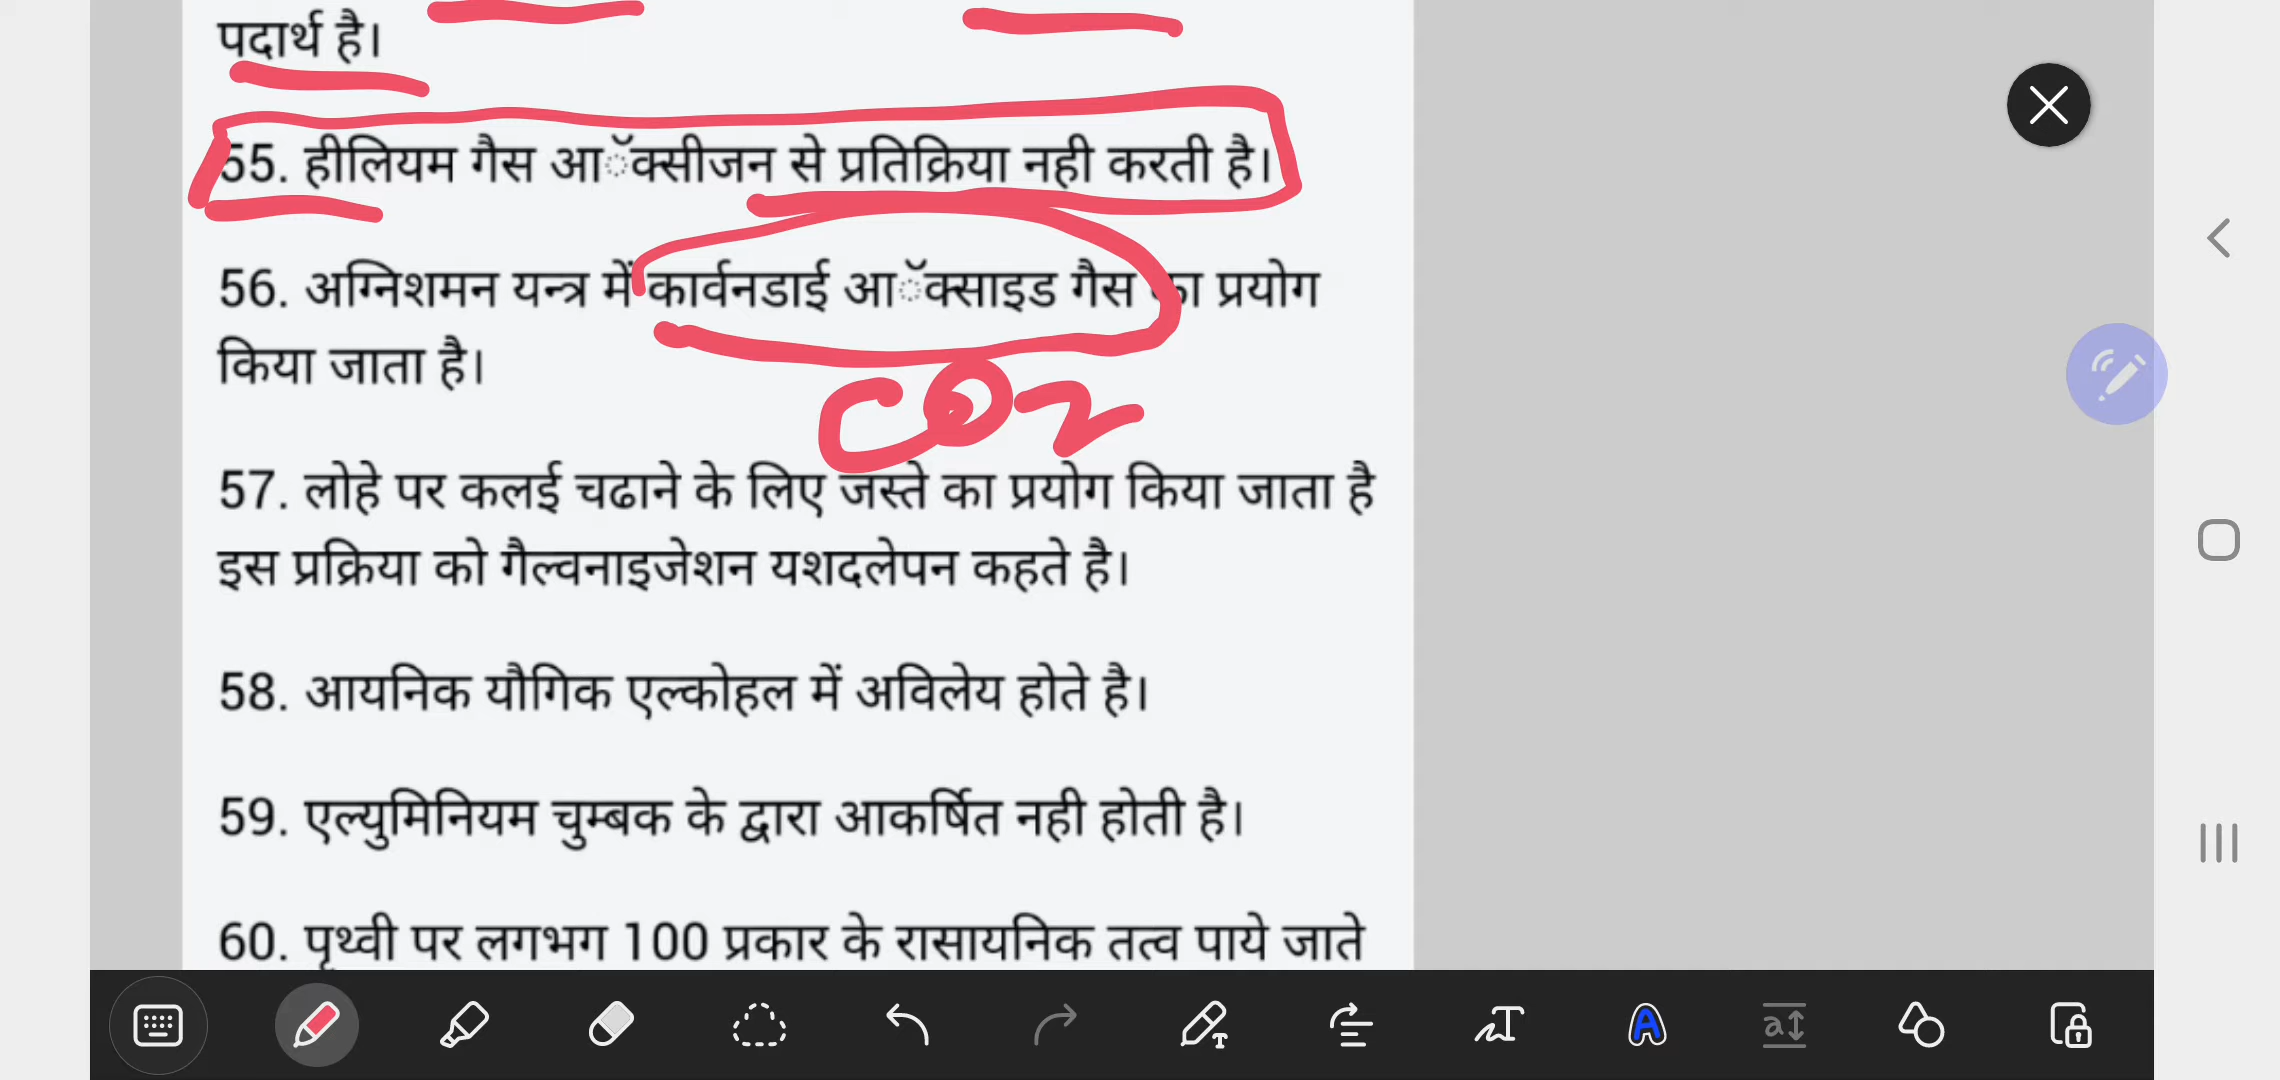 पदार्थ है।
55. हीलियम गैस आॅक्सीजन से प्रतिक्रिया नही करती है।
56. अग्निशमन यन्त्र में कार्वनडाई आॅक्साइड गैस का प्रयोग
किया जाता है।
CO2
57. लोहे पर कलई चढाने के लिए जस्ते का प्रयोग किया जाता है
इस प्रक्रिया को गैल्वनाइजेशन यशदलेपन कहते है।
58. आयनिक यौगिक एल्कोहल में अविलेय होते है।
59. एल्युमिनियम चुम्बक के द्वारा आकर्षित नही होती है।
60. पृथ्वी पर लगभग 100 प्रकार के रासायनिक तत्व पाये जाते